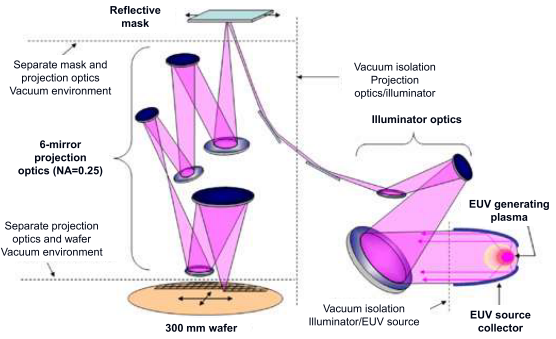 Reflective
mask
Separate mask and
projection optics
Vacuum environment
Vacuum isolation
Projection
optics/illuminator
Illuminator optics
6-mirror
projection
optics (NA=0.25)
EUV generating
plasma
Separate projection
optics and wafer
Vacuum environment
Vacuum isolation
Illuminator/EUV source
EUV source
collector
300 mm wafer